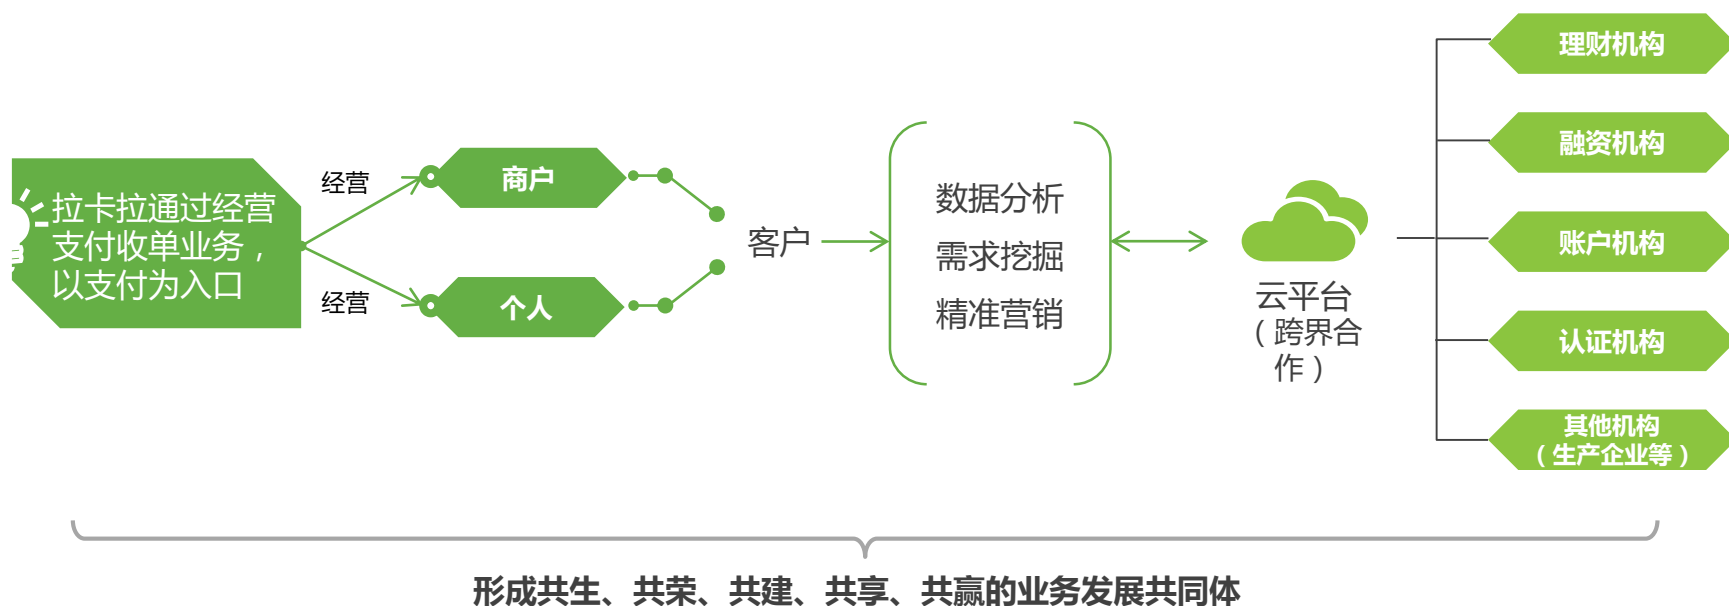 拉卡拉通过经营
支付收单业务，
以支付为入口
经营
经营
商户
个人
客户
数据分析
需求挖掘
精准营销
云平台
（跨界合
作）
理财机构
融资机构
账户机构
认证机构
其他机构
（生产企业等）
形成共生、共荣、共建、共享、共赢的业务发展共同体